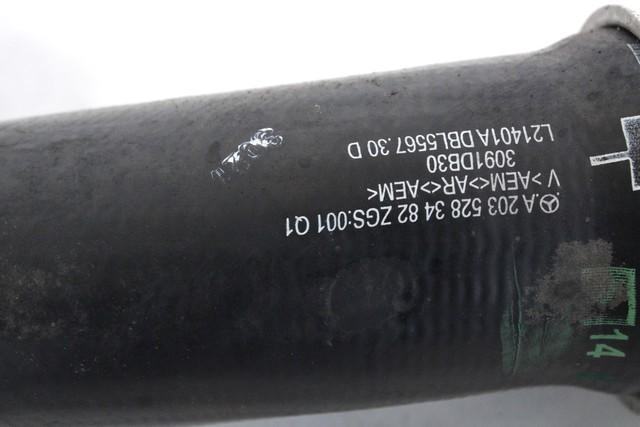 A 203 528 34 82 ZGS:001 Q1
V >AEM<>AR<>AEM<
3091DB30
L21401A DBL5567.30 D
14